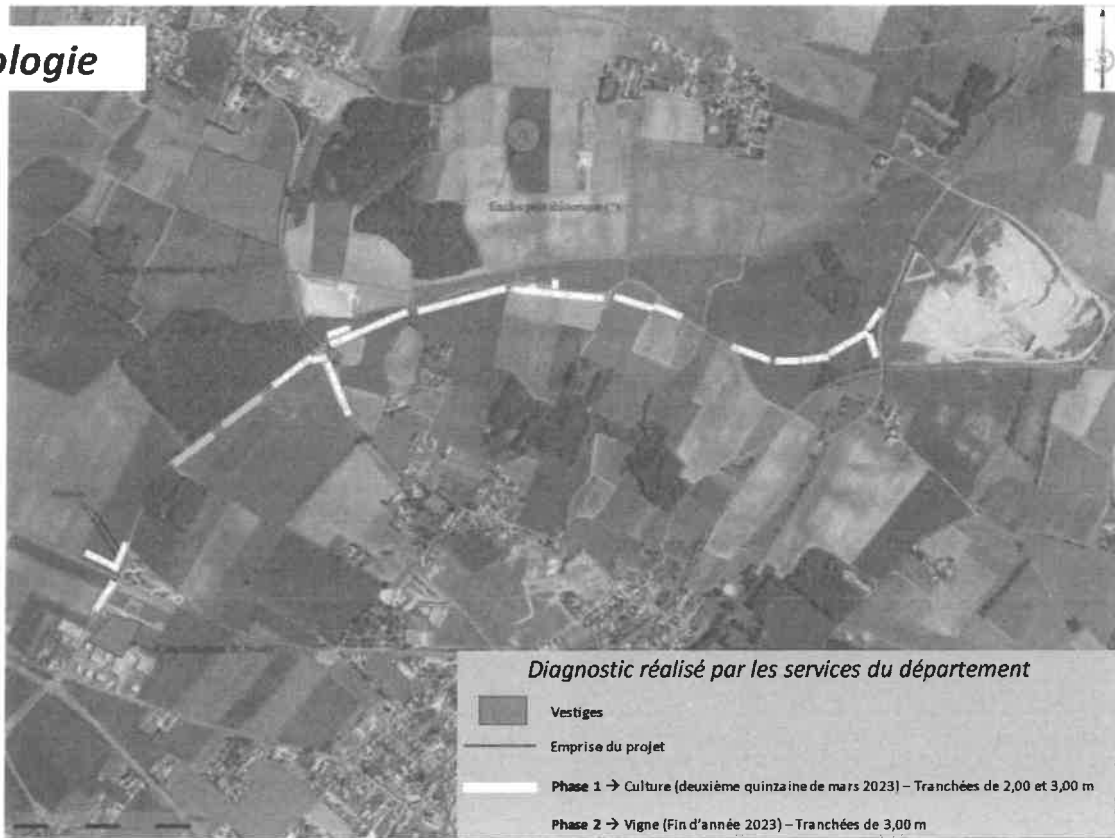 ologie
Diagnostic réalisé par les services du département
Vestiges
Emprise du projet
Phase 1 → Culture (deuxième quinzaine de mars 2023) – Tranchées de 2,00 et 3,00 m
Phase 2 → Vigne (Fin d'année 2023) – Tranchées de 3,00 m